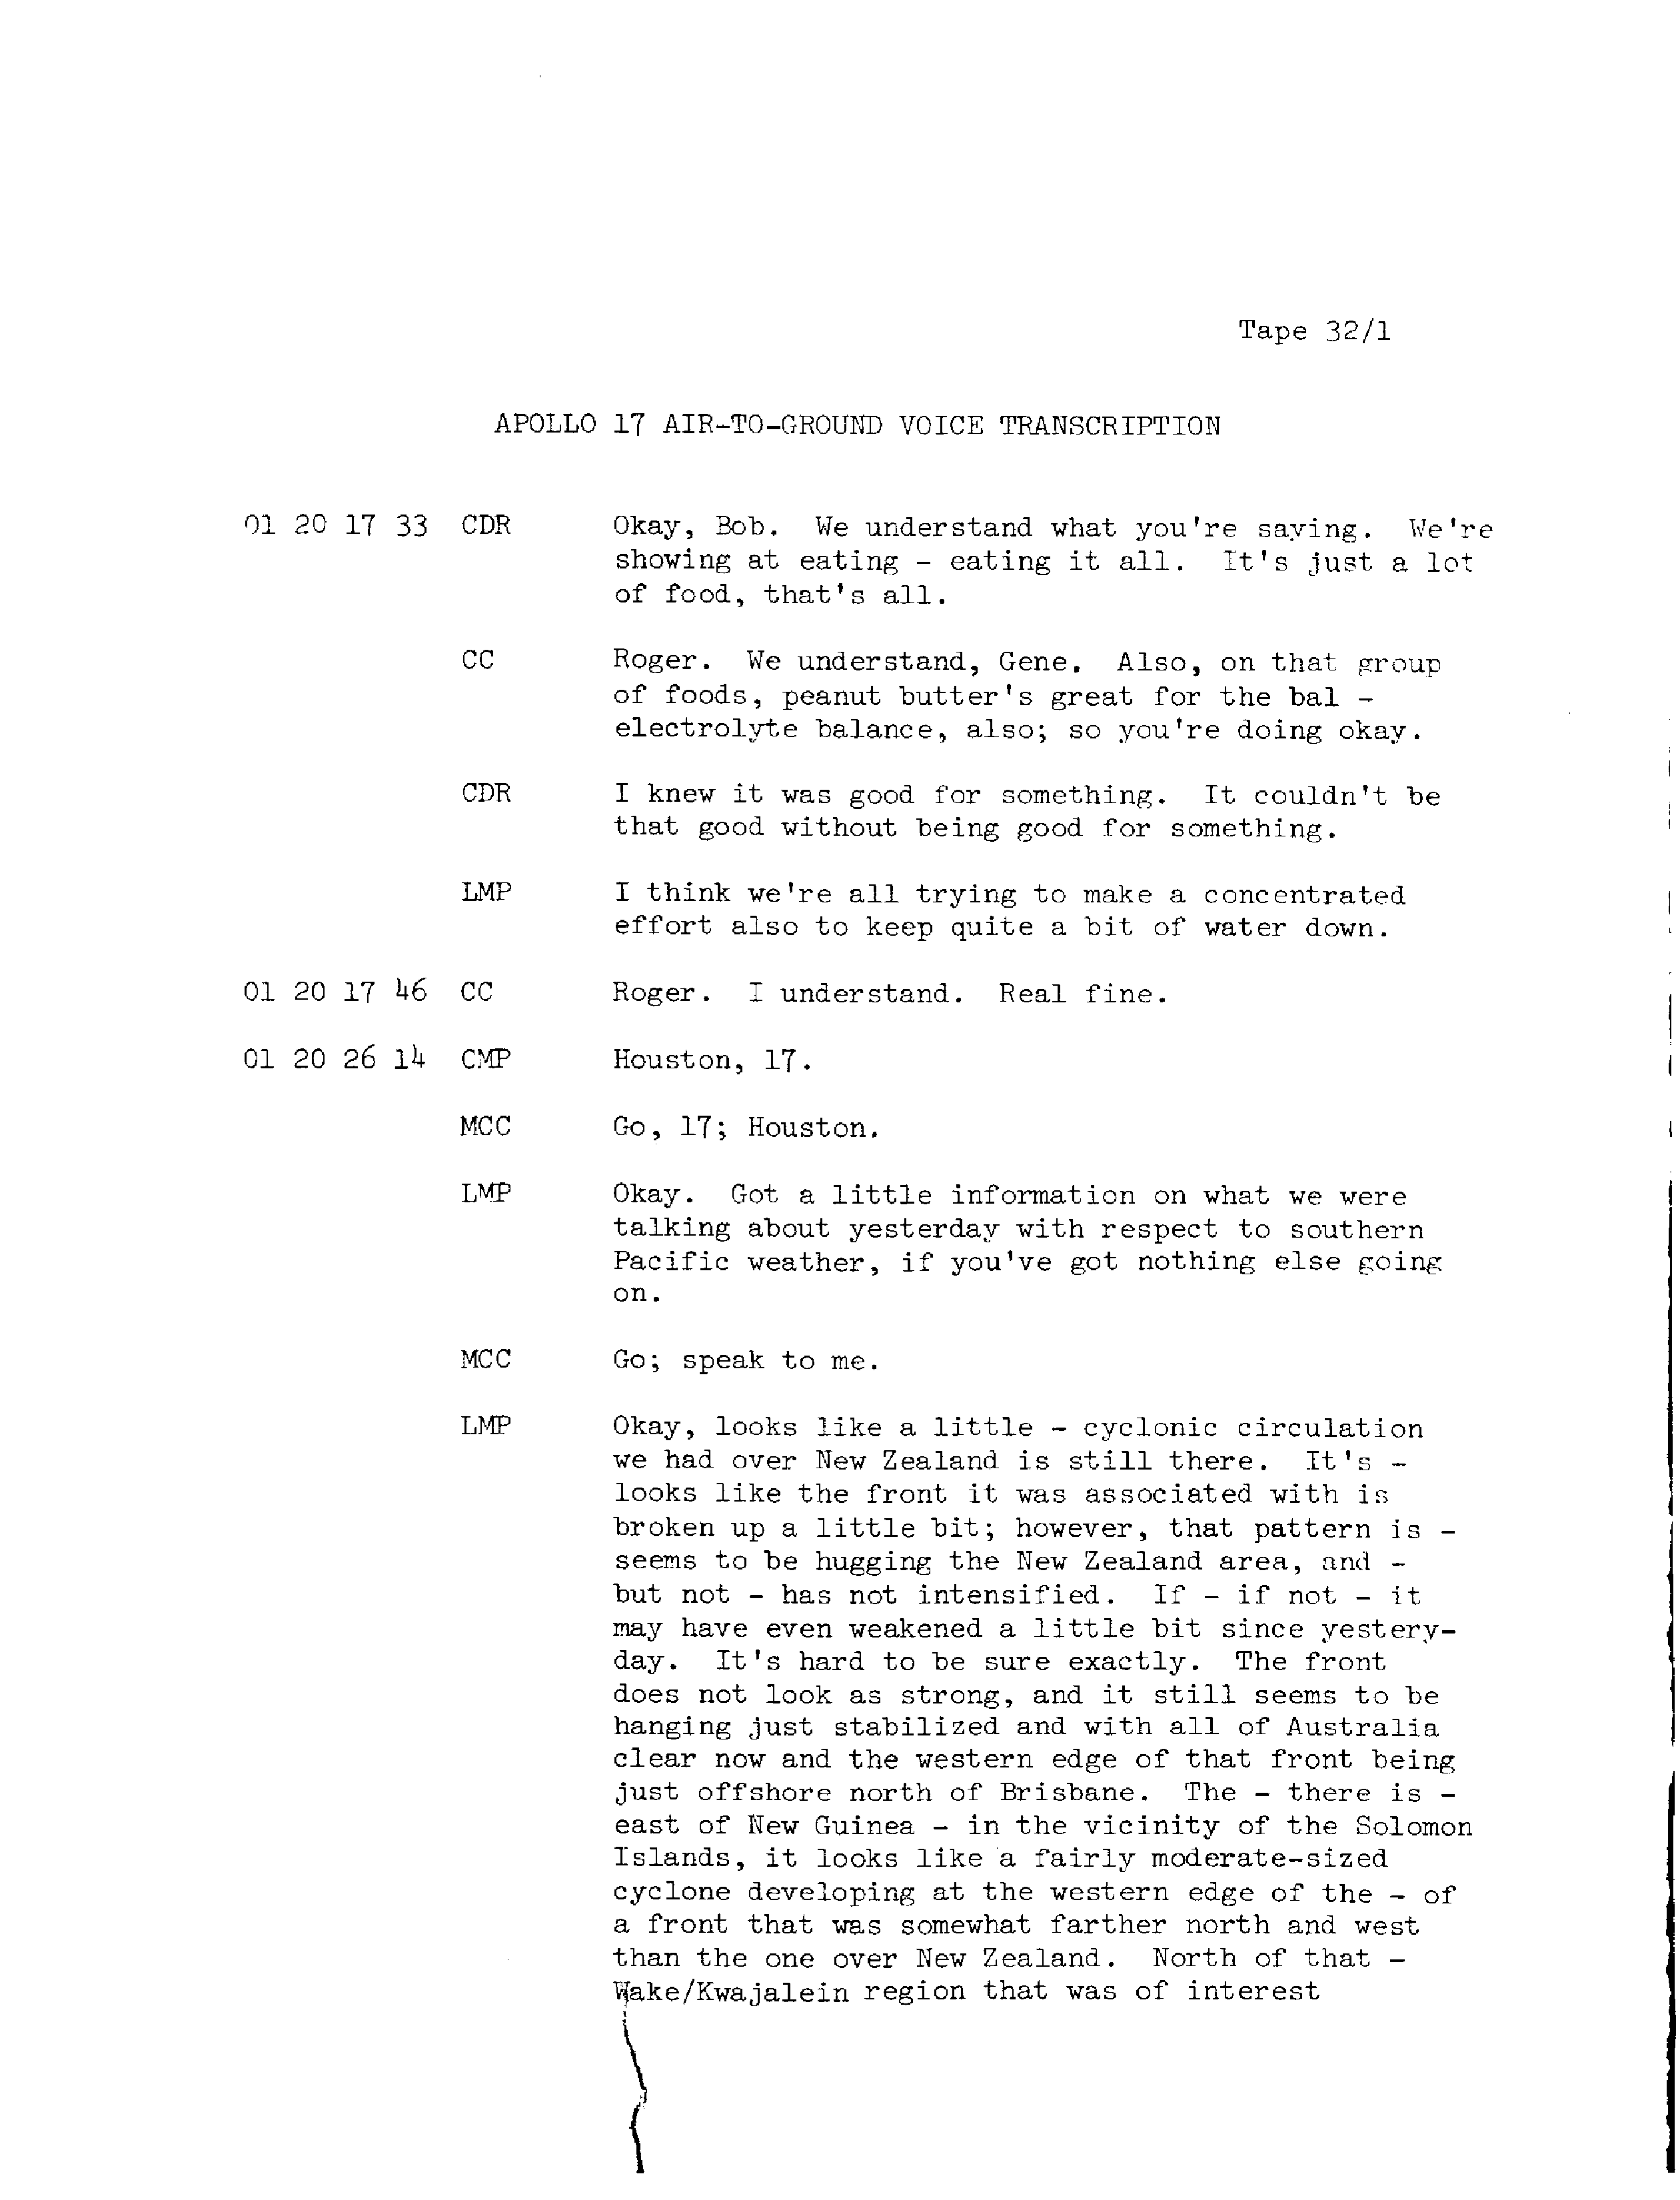 Tape 32/1
APOLLO 17 AIR-TO-GROUND VOICE TRANSCRIPTION
01 20 17 33 CDR Okay, Bob. We understand what you're saying. We're
showing at eating - eating it all. It's just a lot
of food, that's all.
CC Roger. We understand, Gene. Also, on that group
of foods, peanut butter's great for the bal -
electrolyte balance, also; so you're doing okay.
CDR I knew it was good for something. It couldn't be
that good without being good for something.
LMP I think we're all trying to make a concentrated
effort also to keep quite a bit of water down.
01 20 17 46 CC Roger. I understand. Real fine.
01 20 26 14 CMP Houston, 17.
MCC Go, 17; Houston.
LMP Okay. Got a little information on what we were
talking about yesterday with respect to southern
Pacific weather, if you've got nothing else going
on.
MCC Go; speak to me.
LMP Okay, looks like a little - cyclonic circulation
we had over New Zealand is still there. It's -
looks like the front it was associated with is
broken up a little bit; however, that pattern is -
seems to be hugging the New Zealand area, and -
but not - has not intensified. If - if not - it
may have even weakened a little bit since yestery-
day. It's hard to be sure exactly. The front
does not look as strong, and it still seems to be
hanging just stabilized and with all of Australia
clear now and the western edge of that front being
just offshore north of Brisbane. The - there is -
east of New Guinea - in the vicinity of the Solomon
Islands, it looks like a fairly moderate-sized
cyclone developing at the western edge of the - of
a front that was somewhat farther north and west
than the one over New Zealand. North of that -
Wake/Kwajalein region that was of interest